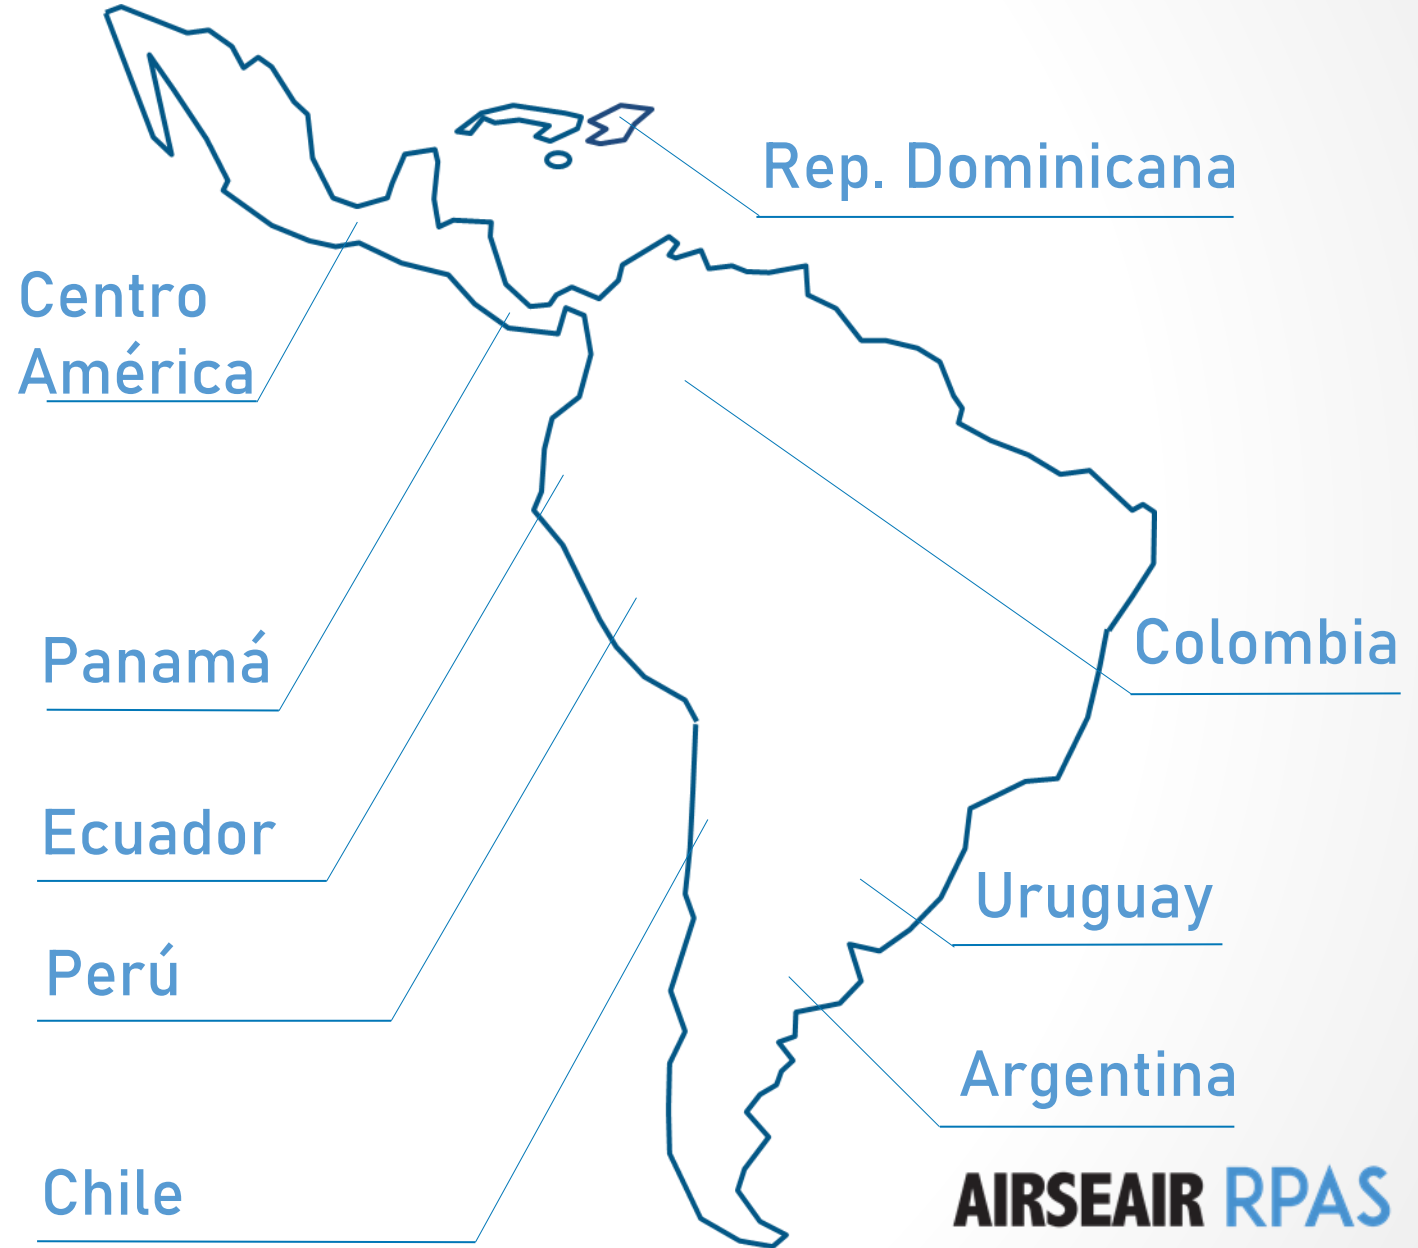 Rep. Dominicana
Centro
América
Colombia
Panamá
Ecuador
Uruguay
Perú
Argentina
Chile
AIRSEAIR RPAS